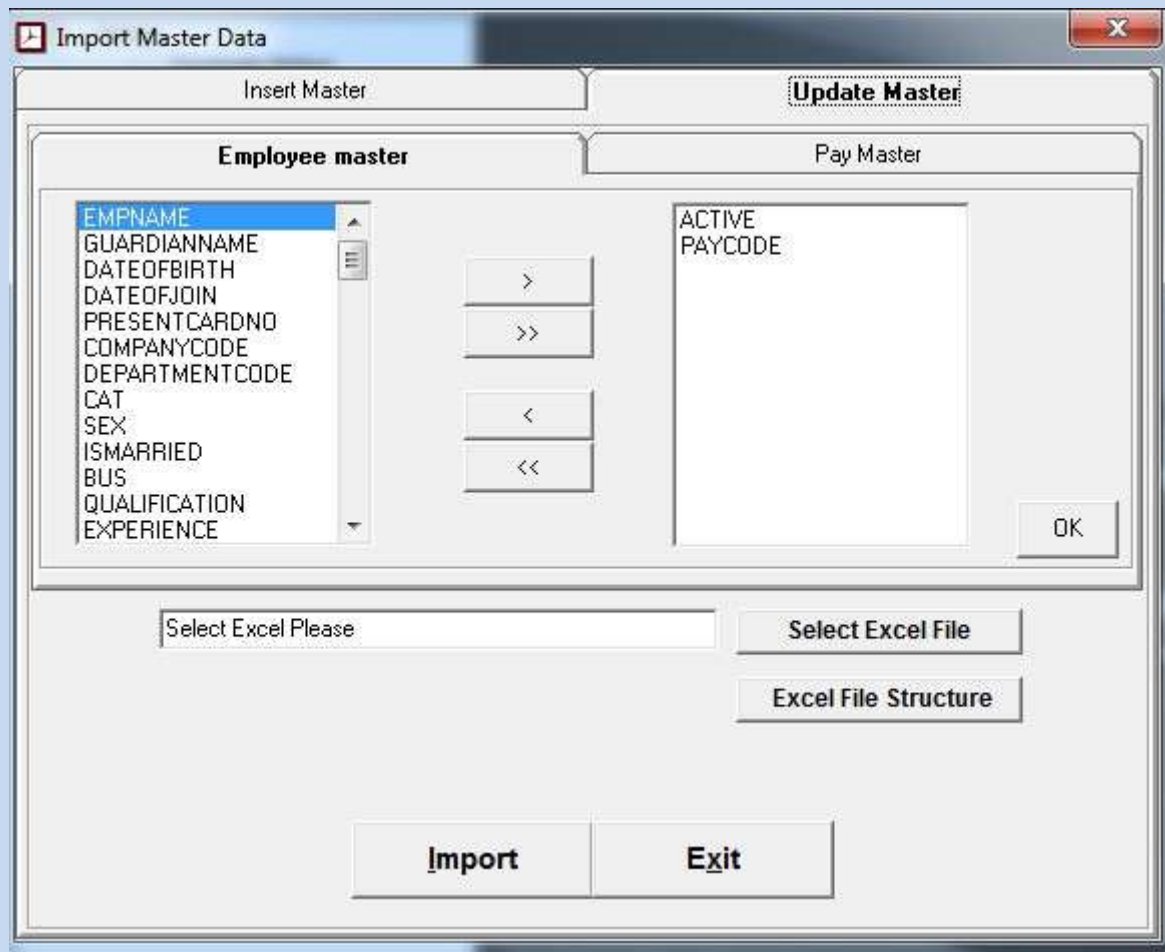 Import Master Data
Insert Master
Update Master
Employee master
Pay Master
EMPNAME
GUARDIANNAME
DATEOFBIRTH
DATEOFJOIN
PRESENTCARDNO
COMPANYCODE
DEPARTMENTCODE
CAT
SEX
ISMARRIED
BUS
QUALIFICATION
EXPERIENCE
>
>>
<
<<
ACTIVE
PAYCODE
OK
Select Excel Please
Select Excel File
Excel File Structure
Import
Exit